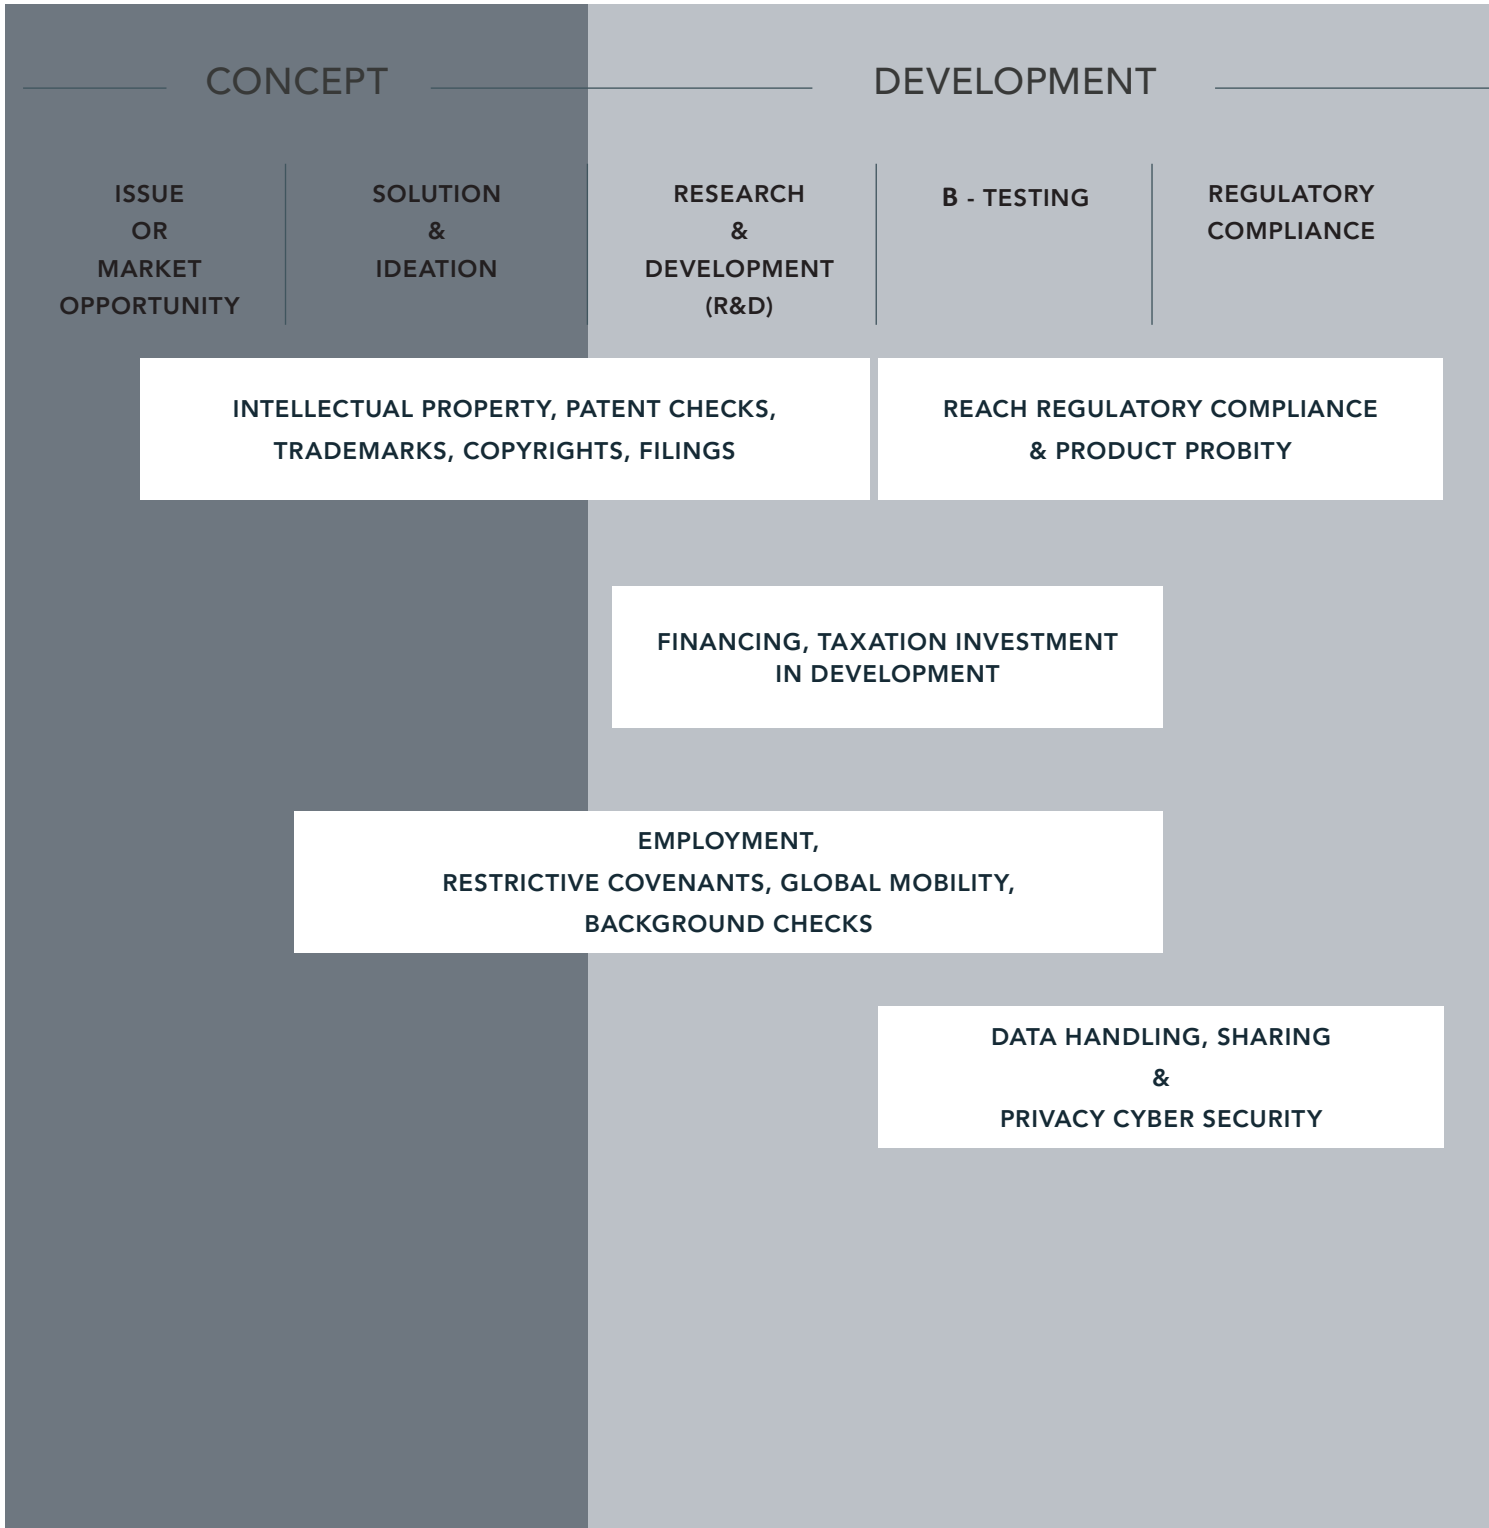 CONCEPT
DEVELOPMENT
ISSUE
OR
MARKET
OPPORTUNITY
SOLUTION
&
IDEATION
RESEARCH
&
DEVELOPMENT
(R&D)
B - TESTING
REGULATORY
COMPLIANCE
INTELLECTUAL PROPERTY, PATENT CHECKS,
TRADEMARKS, COPYRIGHTS, FILINGS
REACH REGULATORY COMPLIANCE
& PRODUCT PROBITY
FINANCING, TAXATION INVESTMENT
IN DEVELOPMENT
EMPLOYMENT,
RESTRICTIVE COVENANTS, GLOBAL MOBILITY,
BACKGROUND CHECKS
DATA HANDLING, SHARING
&
PRIVACY CYBER SECURITY